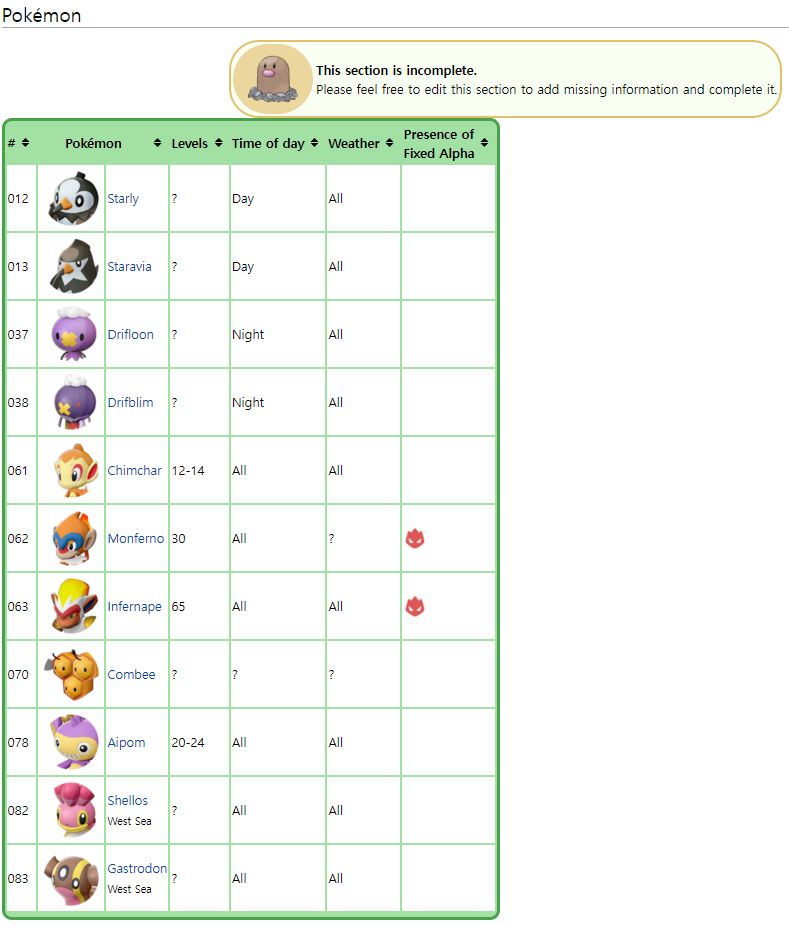 Pokémon
This section is incomplete.
Please feel free to edit this section to add missing information and complete it.
# Pokémon Levels Time of day Weather Presence of
Fixed Alpha
012 Starly ? Day All
013 Staravia ? Day All
037 Drifloon ? Night All
038 Drifblim ? Night All
061 Chimchar 12-14 All All
062 Monferno 30 All ?
063 Infernape 65 All All
070 Combee ? ? ?
078 Aipom 20-24 All All
082 Shellos ? All All
West Sea
083 Gastrodon ? All All
West Sea